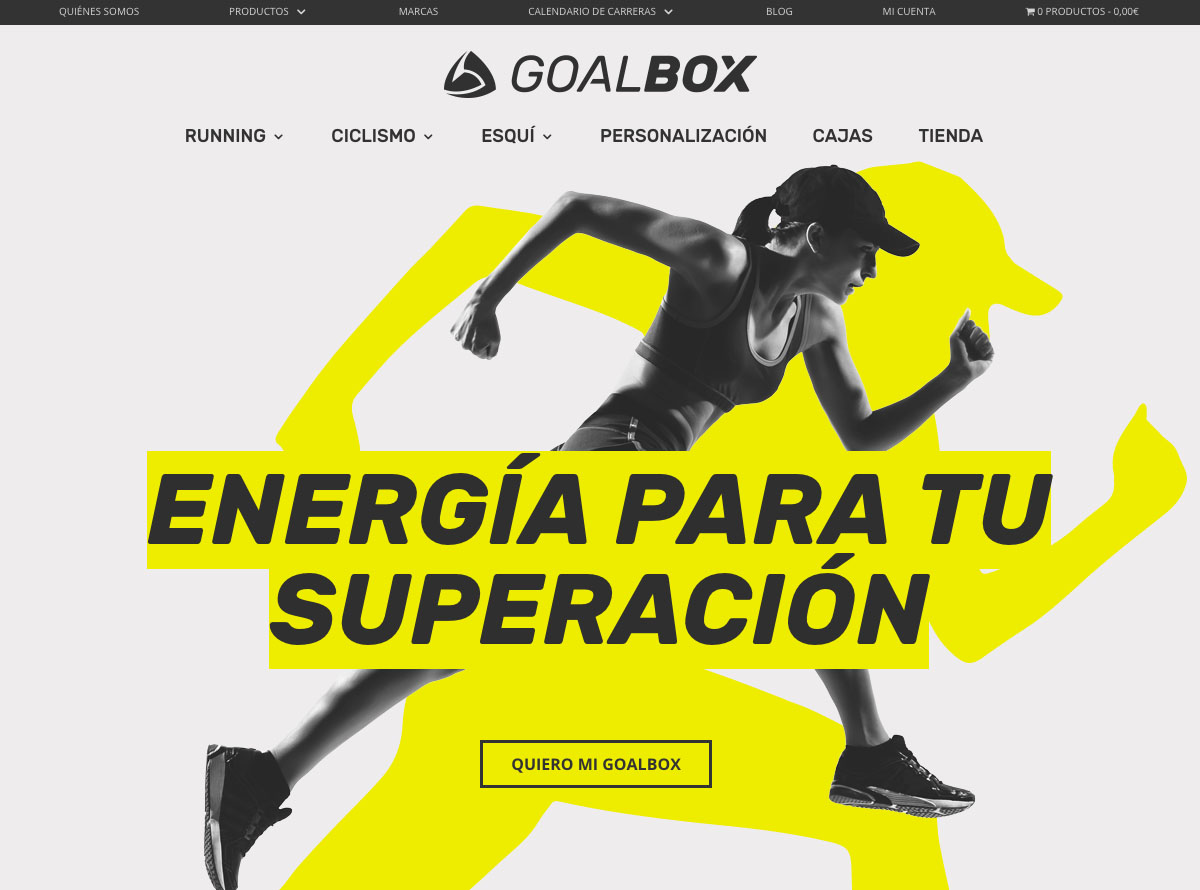 QUIÉNES SOMOS PRODUCTOS MARCAS CALENDARIO DE CARRERAS BLOG MI CUENTA 0 PRODUCTOS - 0,00€
GOALBOX
RUNNING CICLISMO ESQUÍ PERSONALIZACIÓN CAJAS TIENDA
ENERGÍA PARA TU
SUPERACIÓN
QUIERO MI GOALBOX